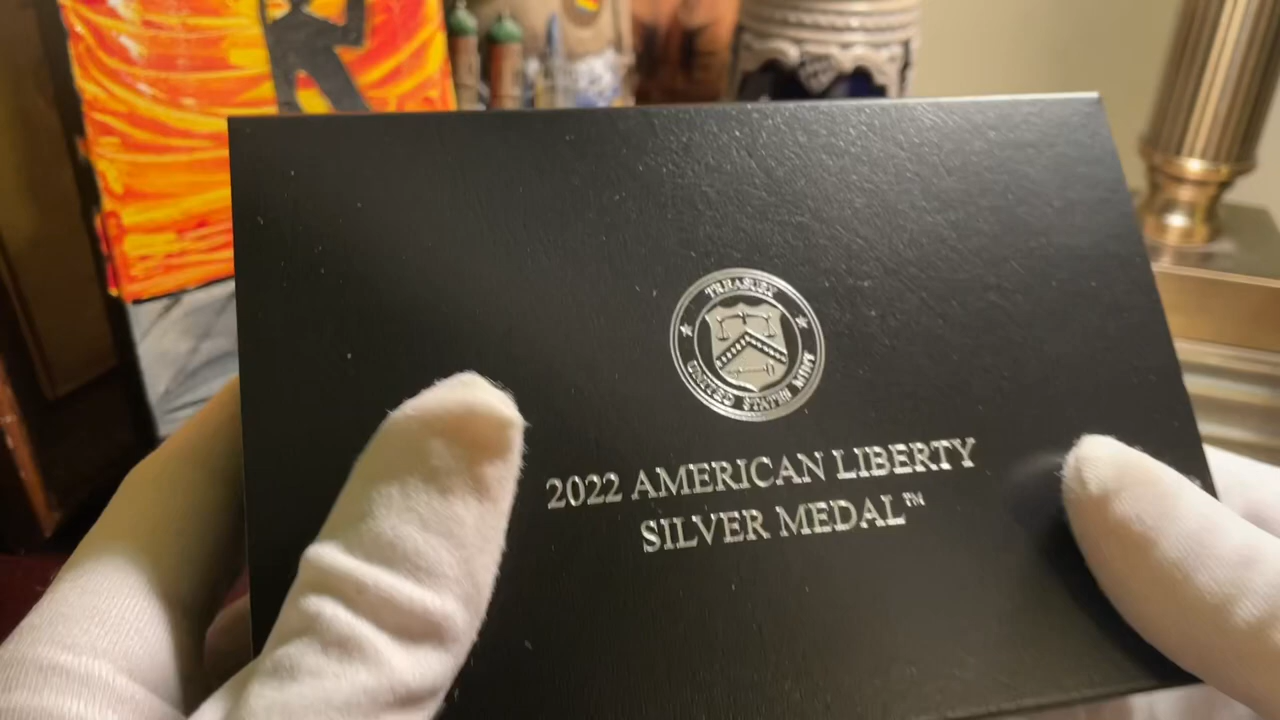 TREASURY
UNITED STATES MINT
2022 AMERICAN LIBERTY
SILVER MEDAL™